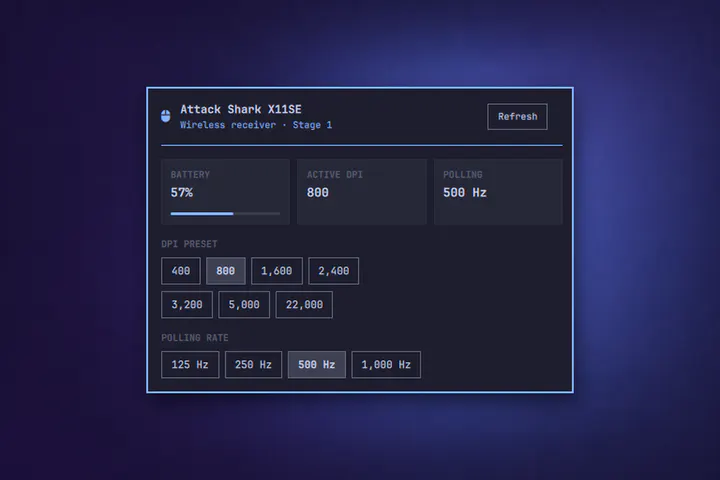 Attack Shark X11SE
Wireless receiver · Stage 1
Refresh
BATTERY
57%
ACTIVE DPI
800
POLLING
500 Hz
DPI PRESET
400 800 1,600 2,400
3,200 5,000 22,000
POLLING RATE
125 Hz 250 Hz 500 Hz 1,000 Hz